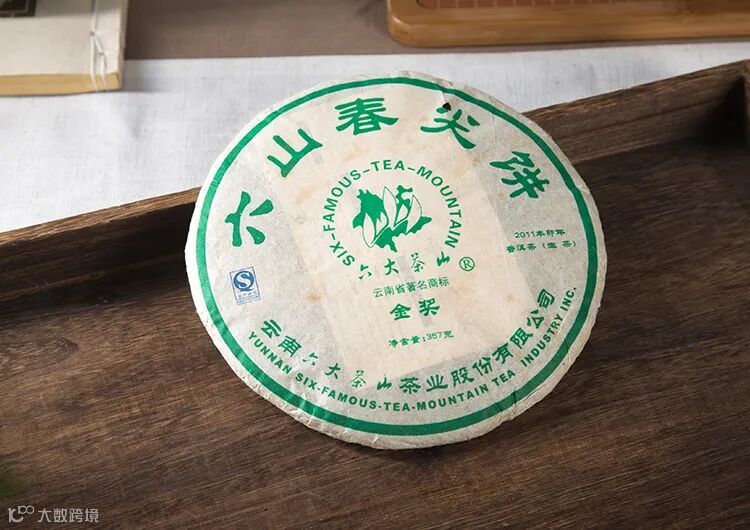 六山春尖饼
SIX-FAMOUS-TEA-MOUNTAIN
六大茶山®
云南省著名商标
金奖
净含量:357克
2011年卯年
普洱茶(生茶)
云南六大茶山茶业股份有限公司
YUNNAN SIX-FAMOUS-TEA-MOUNTAIN TEA INDUSTRY INC.
大数跨境